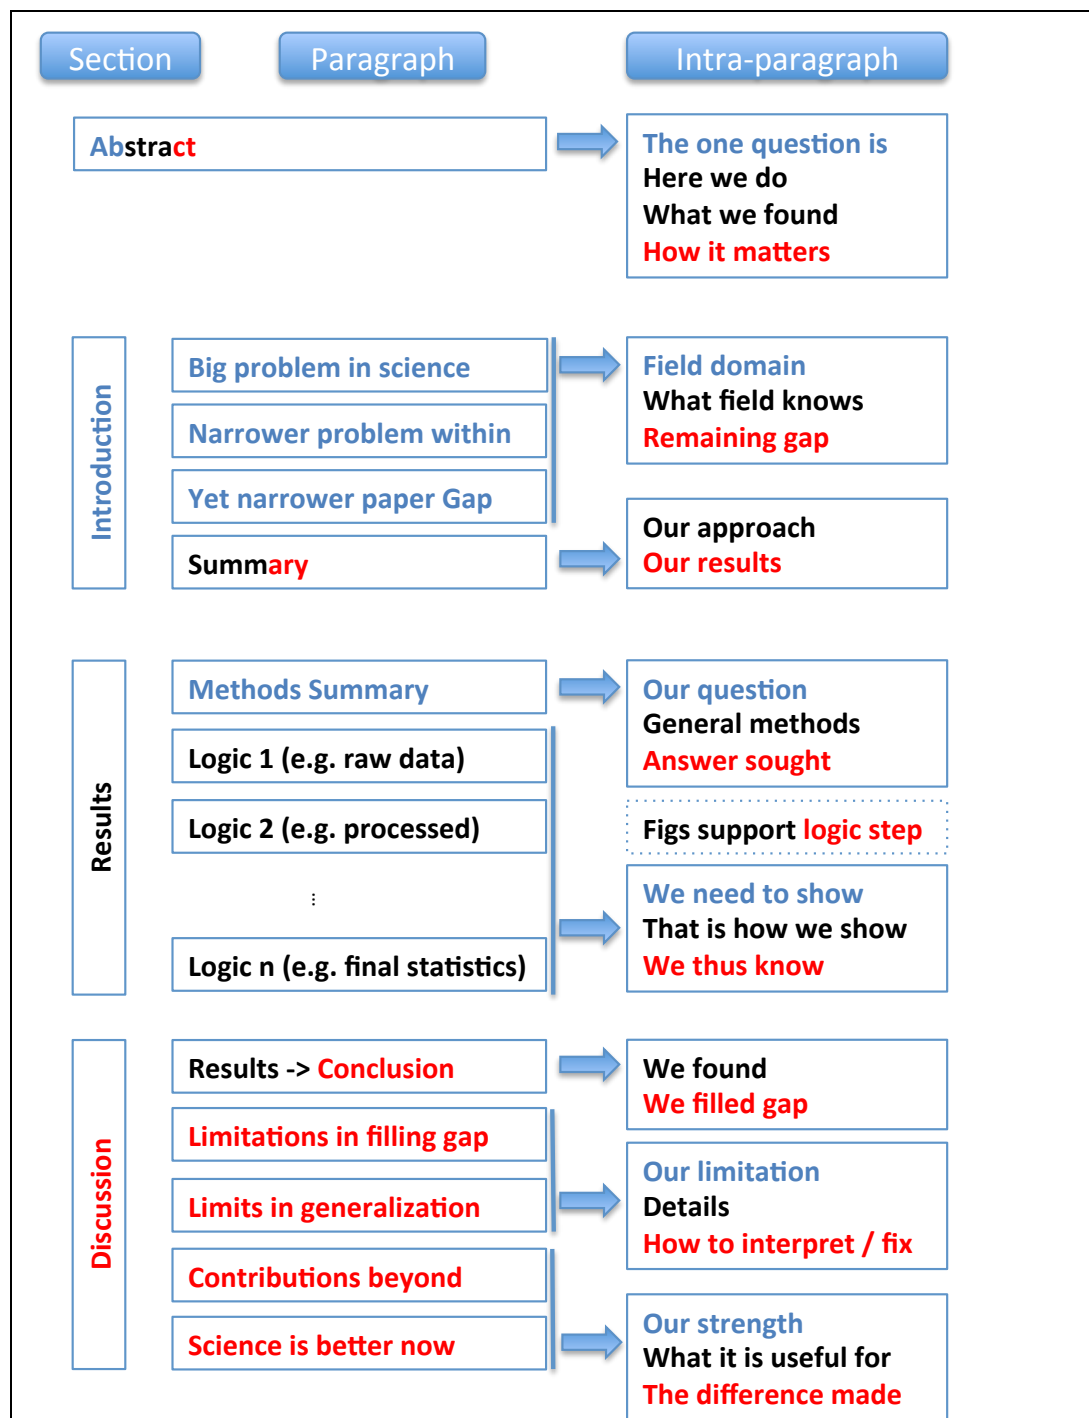 Section
Paragraph
Intra-paragraph
Abstract
The one question is
Here we do
What we found
How it matters
Introduction
Big problem in science
Narrower problem within
Yet narrower paper Gap
Summary
Field domain
What field knows
Remaining gap
Our approach
Our results
Results
Methods Summary
Logic 1 (e.g. raw data)
Logic 2 (e.g. processed)
...
Logic n (e.g. final statistics)
Our question
General methods
Answer sought
Figs support logic step
We need to show
That is how we show
We thus know
Discussion
Results -> Conclusion
Limitations in filling gap
Limits in generalization
Contributions beyond
Science is better now
We found
We filled gap
Our limitation
Details
How to interpret / fix
Our strength
What it is useful for
The difference made